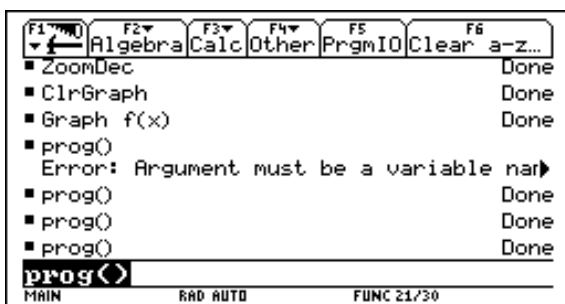 F1 F2 F3 F4 F5 F6
Algebra Calc Other PrgmIO Clear a-z…
ZoomDec Done
ClrGraph Done
Graph f(x) Done
prog()
Error: Argument must be a variable nam
prog() Done
prog() Done
prog() Done
prog()
MAIN RAD AUTO FUNC 21/30